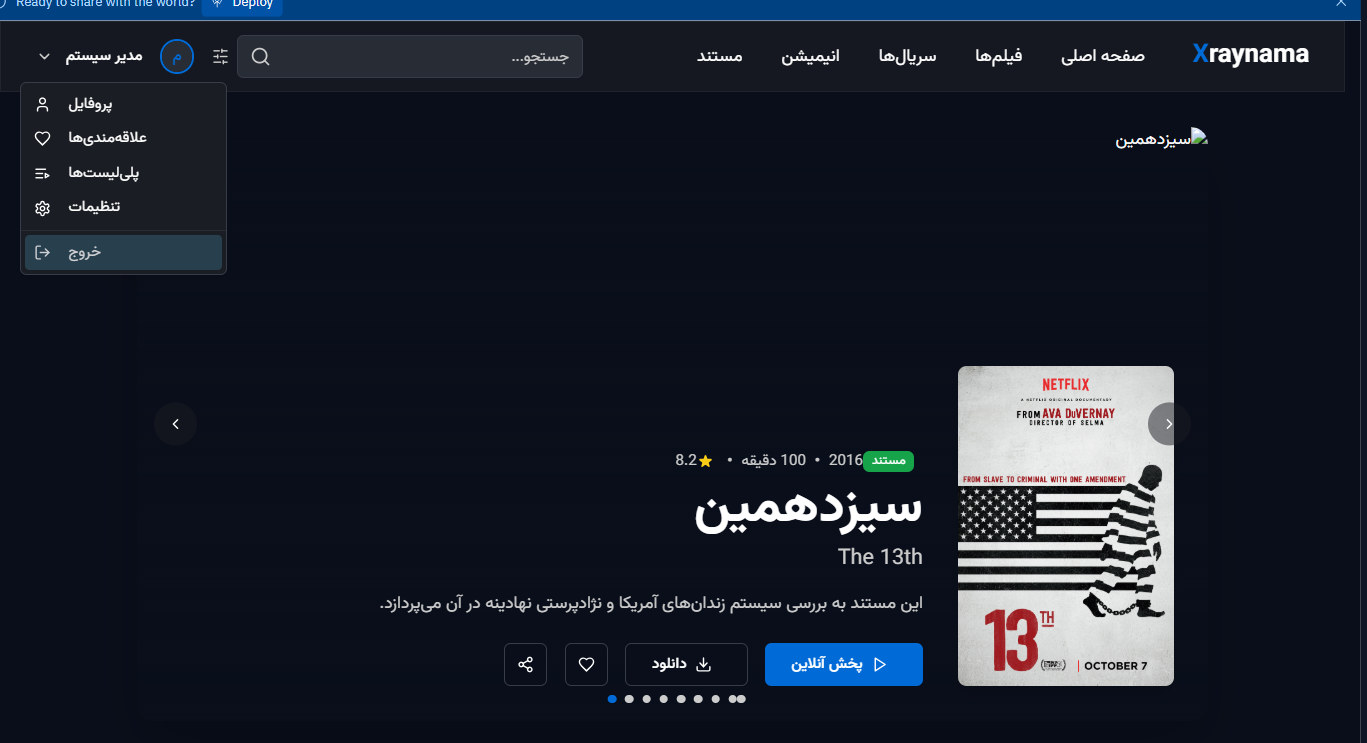 Ready to share with the world? Deploy
Xraynama
صفحه اصلی
فیلم‌ها
سریال‌ها
انیمیشن
مستند
جستجو...
م
مدیر سیستم
پروفایل
علاقه‌مندی‌ها
پلی‌لیست‌ها
تنظیمات
خروج
سیزدهمین
NETFLIX
A NETFLIX ORIGINAL DOCUMENTARY
FROM AVA DUVERNAY
DIRECTOR OF SELMA
FROM SLAVE TO CRIMINAL WITH ONE AMENDMENT
13TH
OCTOBER 7
مستند 2016 • 100 دقیقه • 8.2
سیزدهمین
The 13th
این مستند به بررسی سیستم زندان‌های آمریکا و نژادپرستی نهادینه در آن می‌پردازد.
پخش آنلاین
دانلود